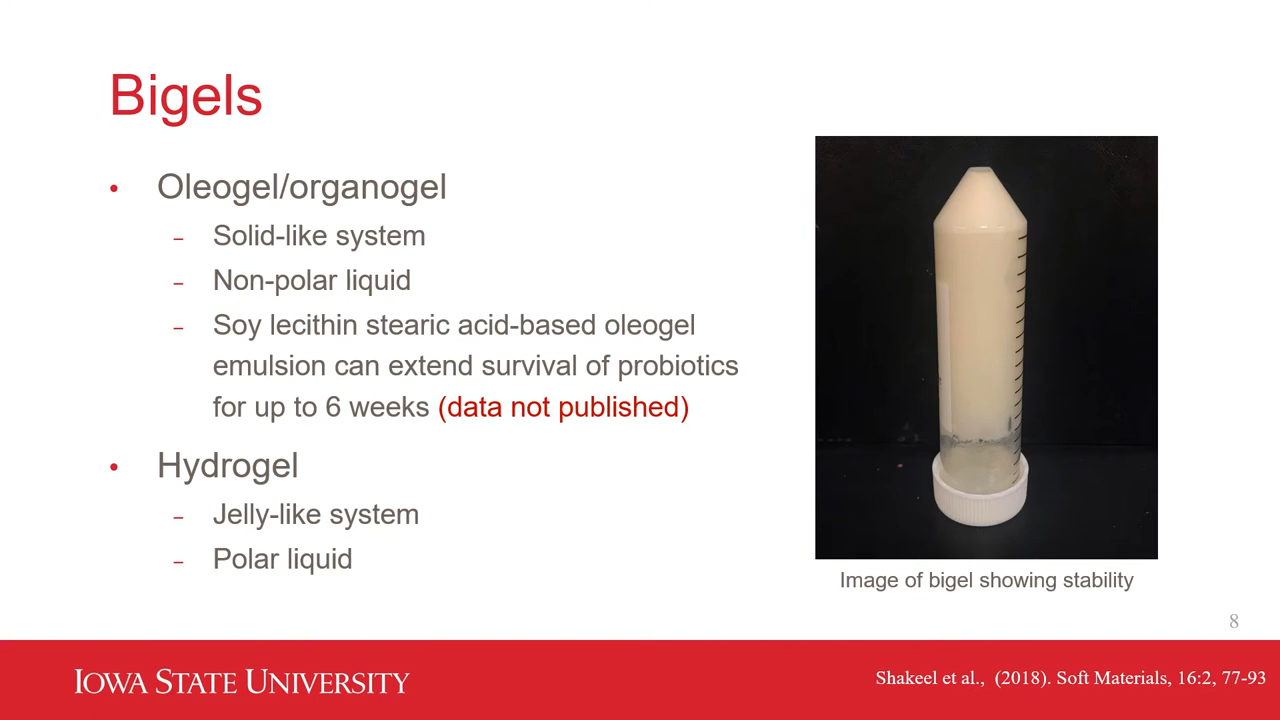 Bigels
• Oleogel/organogel
– Solid-like system
– Non-polar liquid
– Soy lecithin stearic acid-based oleogel
emulsion can extend survival of probiotics
for up to 6 weeks (data not published)
• Hydrogel
– Jelly-like system
– Polar liquid
Image of bigel showing stability
8
IOWA STATE UNIVERSITY
Shakeel et al., (2018). Soft Materials, 16:2, 77-93